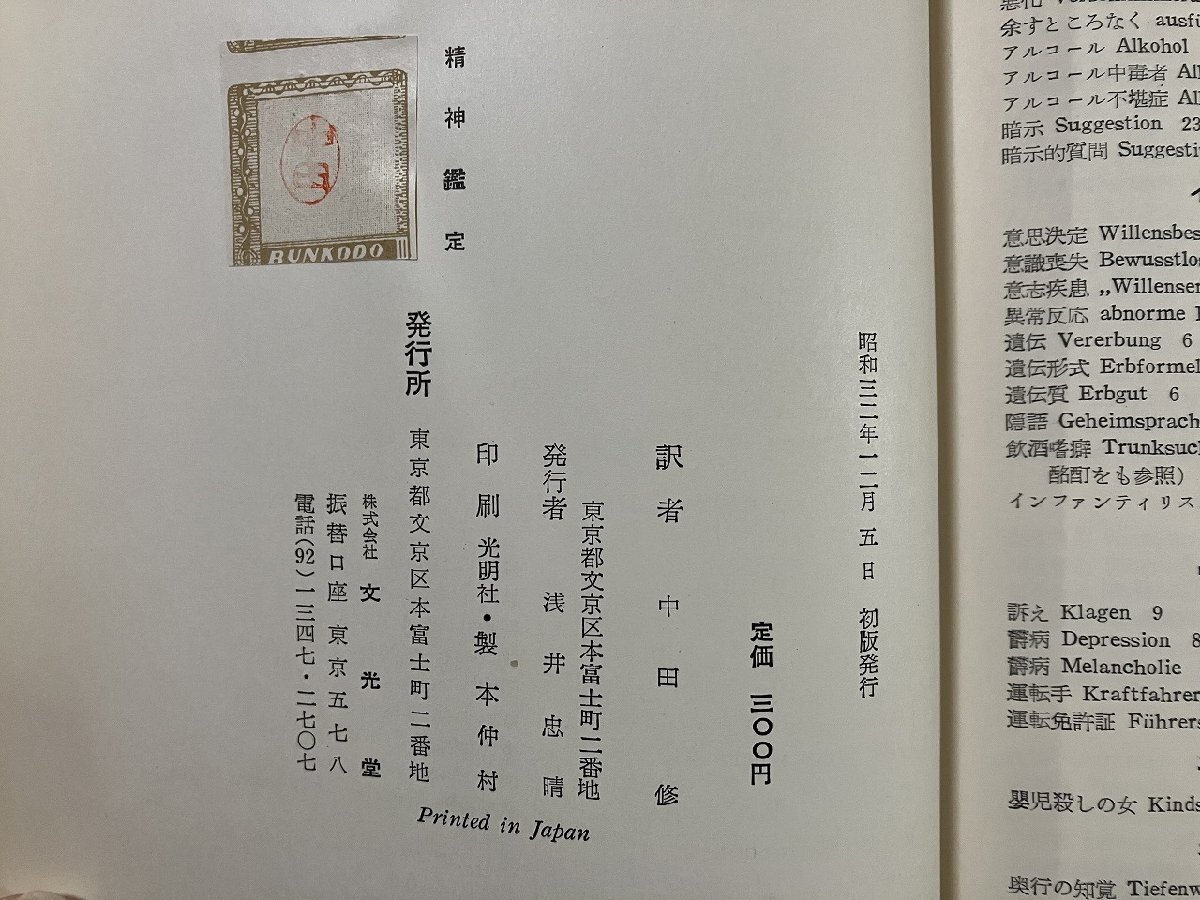 昭和三二年一二月五日 初版発行
定価 三〇〇円
訳者 中田 修
東京都文京区本富士町二番地
発行者 浅井忠晴
印刷 光明社・製本 仲村
東京都文京区本富士町二番地
発行所
株式会社 文光堂
振替口座 東京五七八
電話(92)一三四七・二七〇七
精神鑑定
BUNKODO
Printed in Japan
余すところなく
アルコール Alkohol
アルコール中毒者
アルコール不堪症
暗示 Suggestion 23
暗示的質問
意思決定
意識喪失
意志疾患
異常反応 abnorme
遺伝 Vererbung 6
遺伝形式
遺伝質 Erbgut 6
隠語
飲酒嗜癖
酩酊をも参照)
インファンティリス
訴え Klagen 9
欝病 Depression 8
欝病 Melancholie
運転手
運転免許証
嬰児殺しの女
奥行の知覚